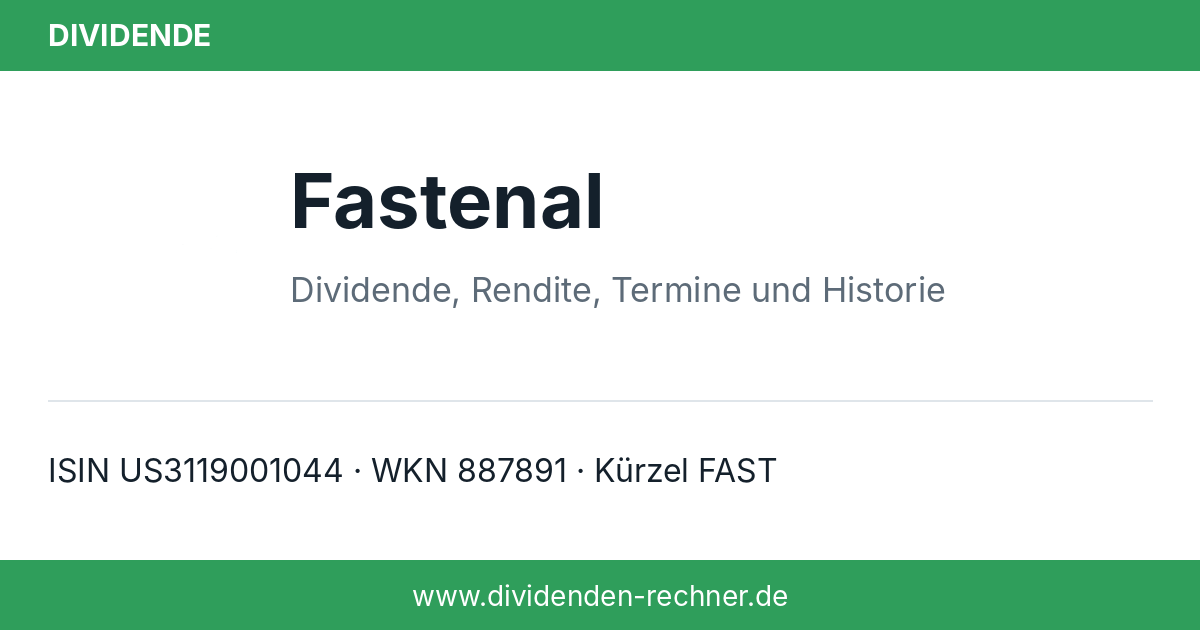 DIVIDENDE
Fastenal
Dividende, Rendite, Termine und Historie
ISIN US3119001044 · WKN 887891 · Kürzel FAST
www.dividenden-rechner.de